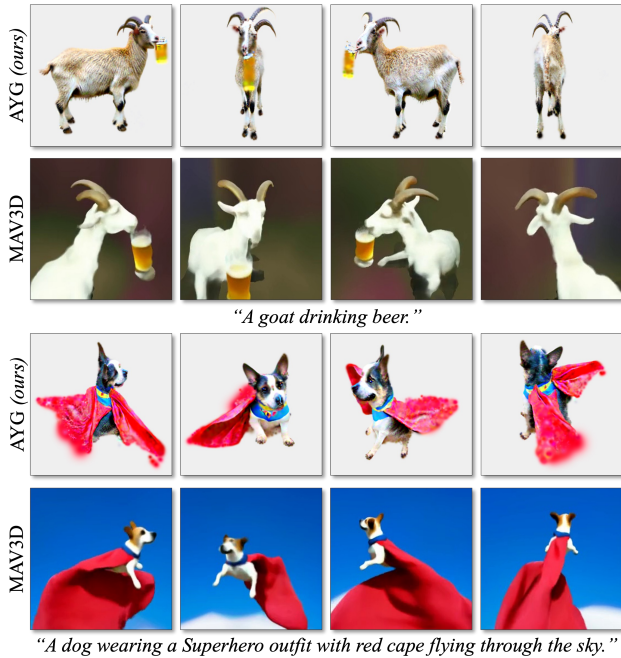 AYG (ours)
MAV3D
“A goat drinking beer.”
AYG (ours)
MAV3D
“A dog wearing a Superhero outfit with red cape flying through the sky.”